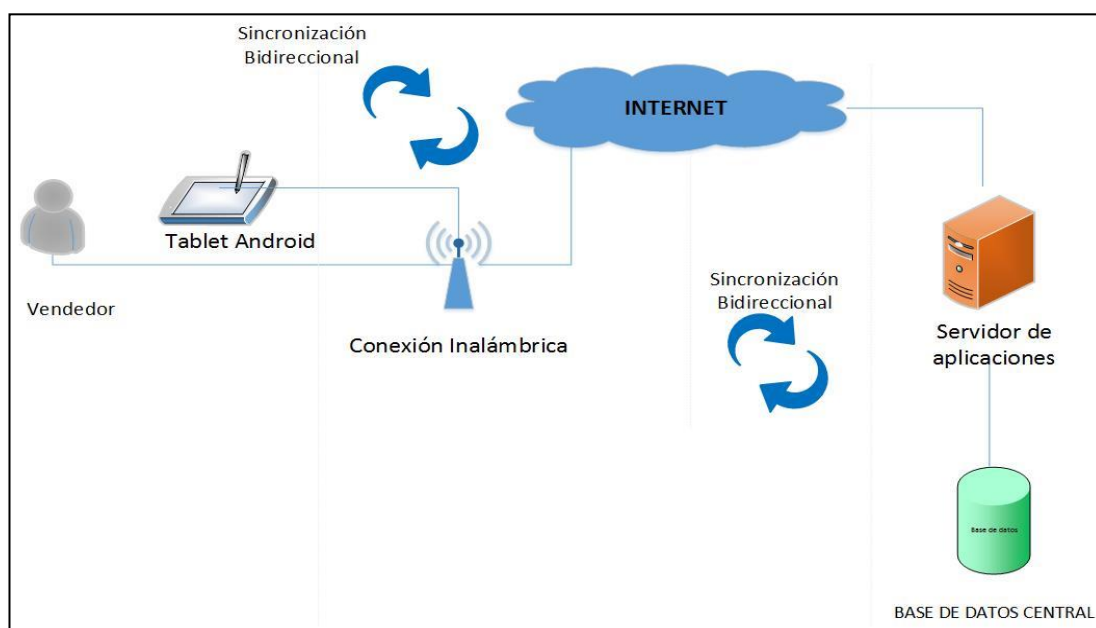 Sincronización
Bidireccional
INTERNET
Tablet Android
Vendedor
Conexión Inalámbrica
Sincronización
Bidireccional
Servidor de
aplicaciones
Base de datos
BASE DE DATOS CENTRAL